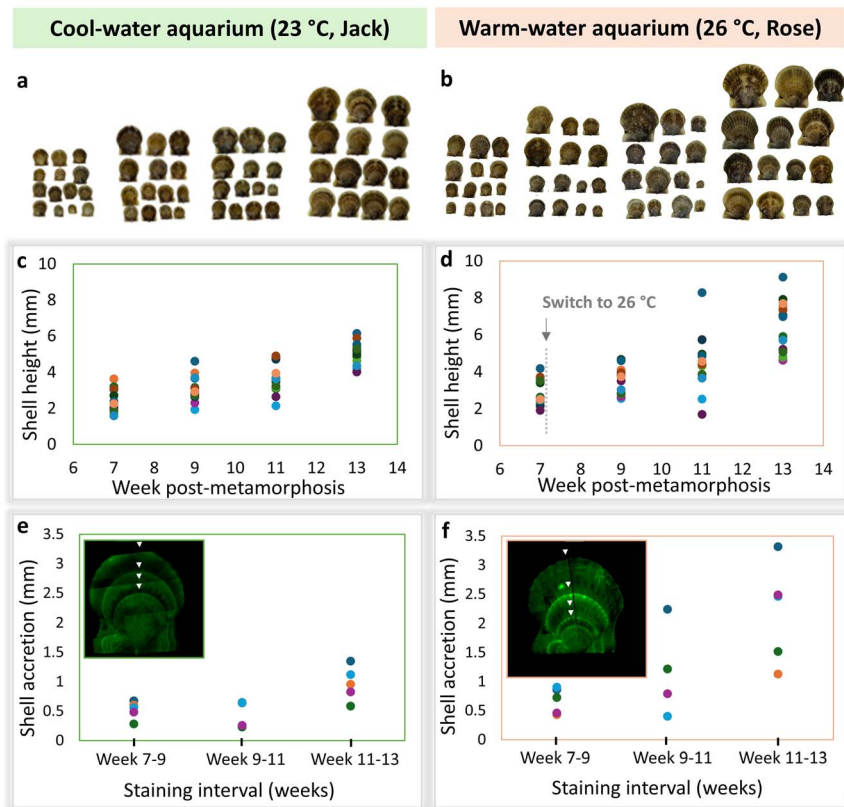 Cool-water aquarium (23 °C, Jack)
Warm-water aquarium (26 °C, Rose)
a
b
c
10
8
6
4
2
0
Shell height (mm)
6 7 8 9 10 11 12 13 14
Week post-metamorphosis
d
10
8
6
4
2
0
Shell height (mm)
Switch to 26 °C
6 7 8 9 10 11 12 13 14
Week post-metamorphosis
e
3.5
3
2.5
2
1.5
1
0.5
0
Shell accretion (mm)
Week 7-9 Week 9-11 Week 11-13
Staining interval (weeks)
f
3.5
3
2.5
2
1.5
1
0.5
0
Shell accretion (mm)
Week 7-9 Week 9-11 Week 11-13
Staining interval (weeks)